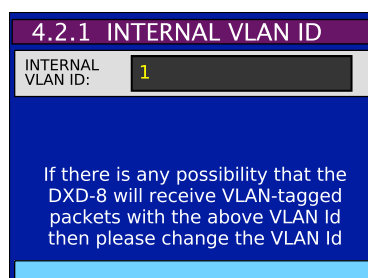 4.2.1 INTERNAL VLAN ID
INTERNAL
VLAN ID:
1
If there is any possibility that the
DXD-8 will receive VLAN-tagged
packets with the above VLAN Id
then please change the VLAN Id